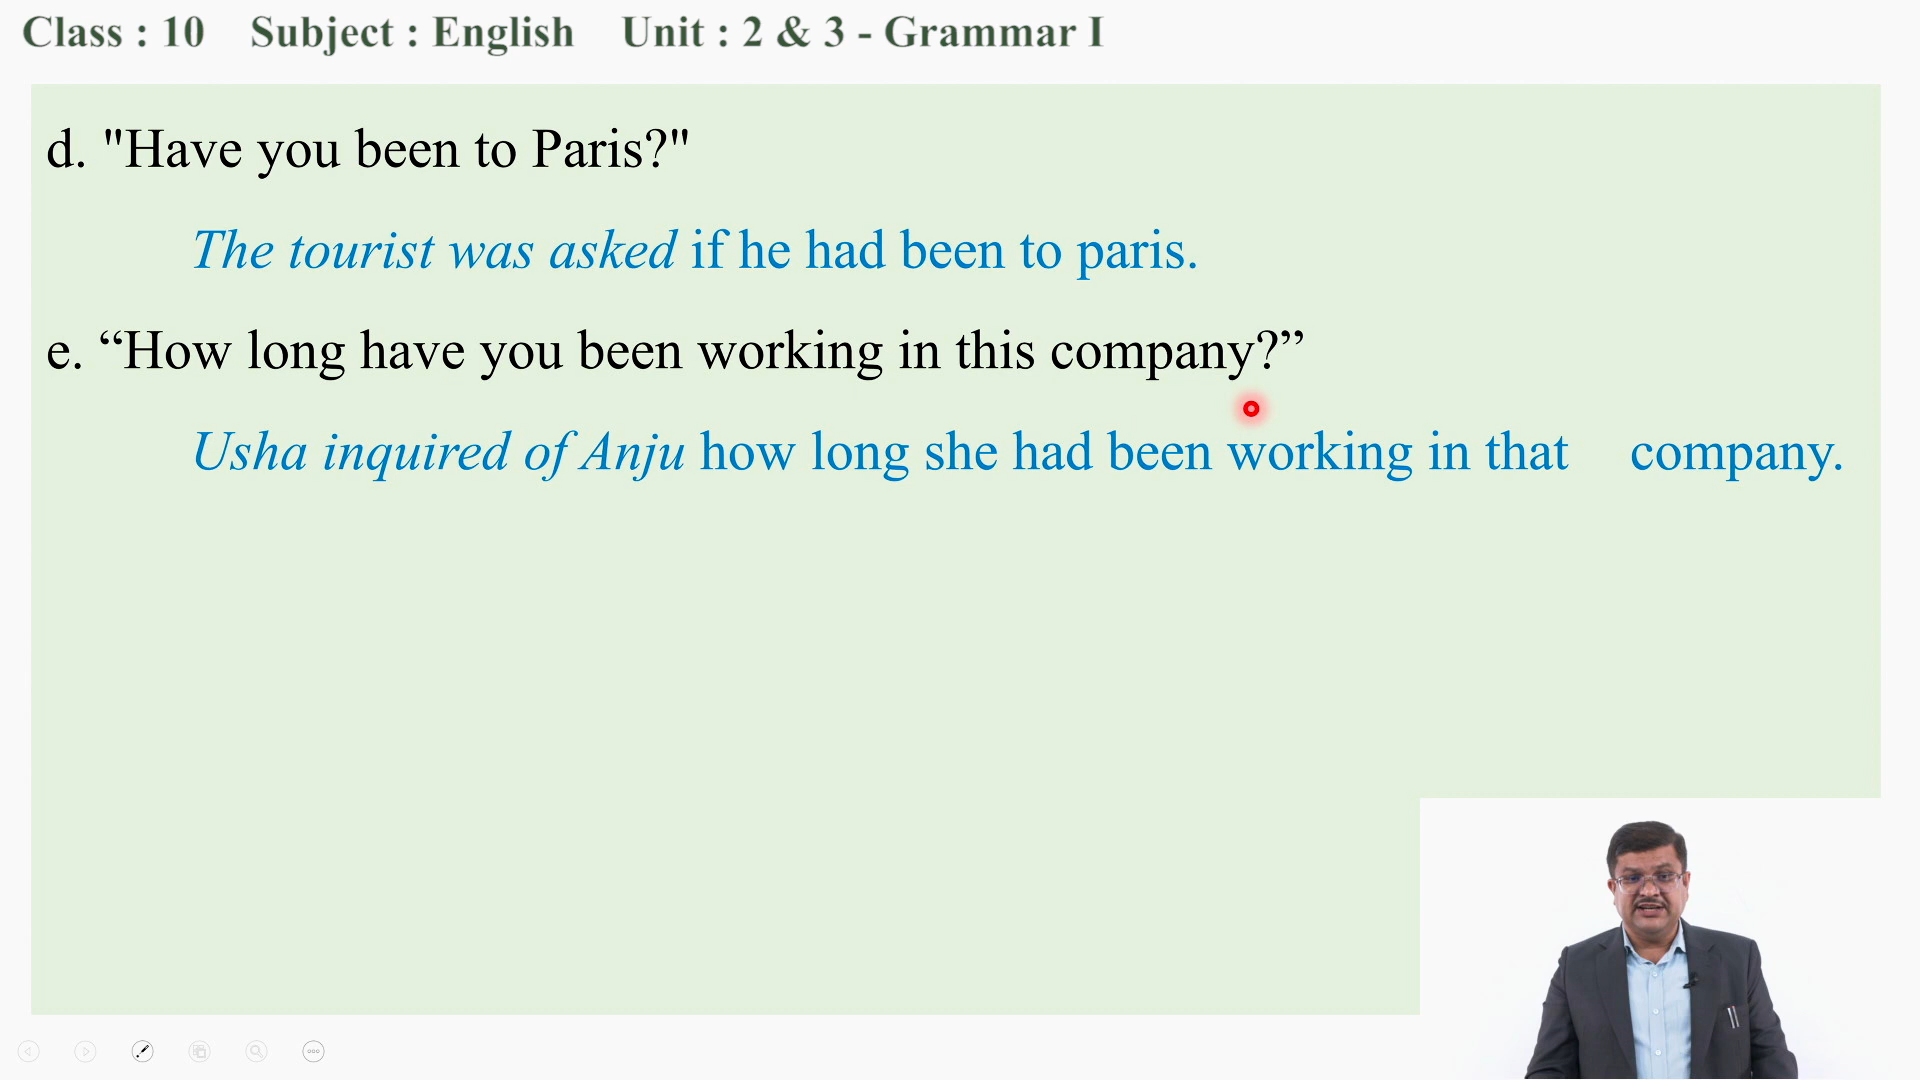 Class : 10 Subject : English Unit : 2 & 3 - Grammar I
d. "Have you been to Paris?"
The tourist was asked if he had been to paris.
e. “How long have you been working in this company?”
Usha inquired of Anju how long she had been working in that company.